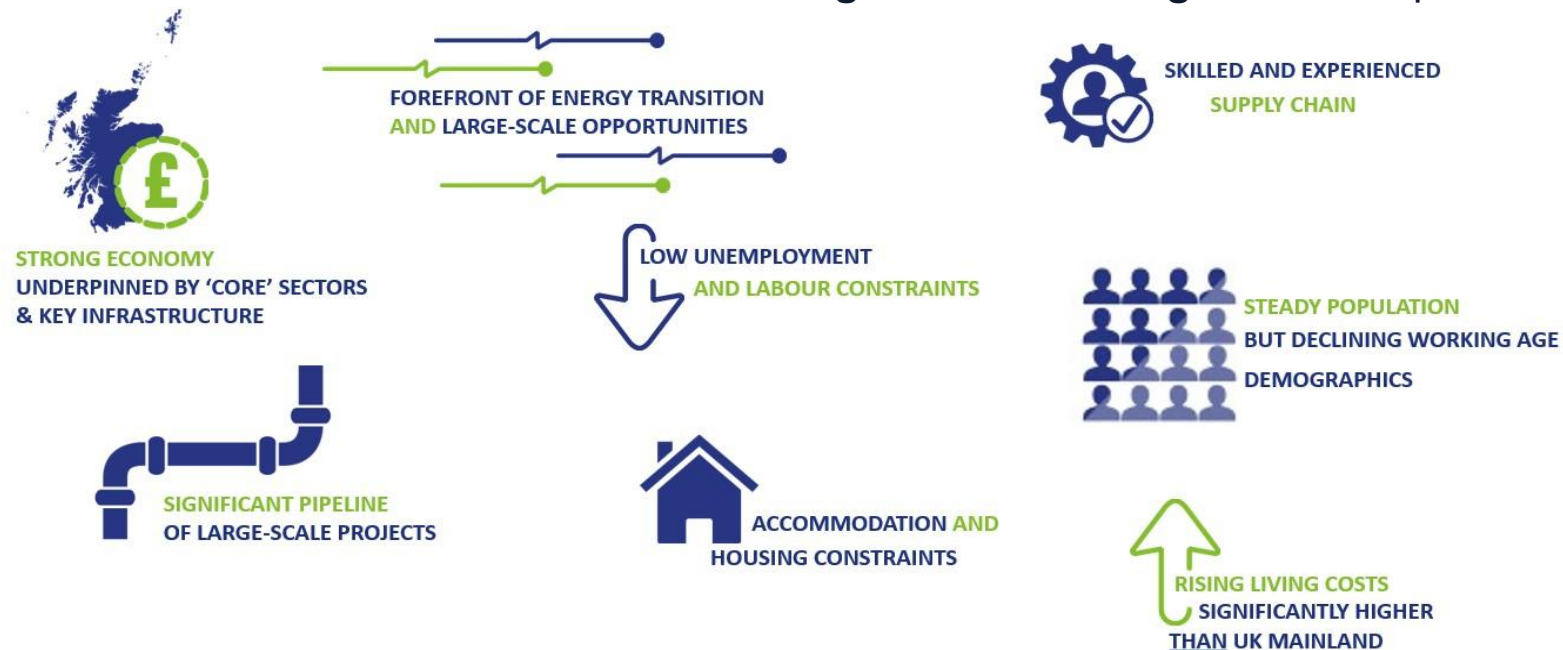 FOREFRONT OF ENERGY TRANSITION
AND LARGE-SCALE OPPORTUNITIES
SKILLED AND EXPERIENCED
SUPPLY CHAIN
£
STRONG ECONOMY
UNDERPINNED BY ‘CORE’ SECTORS
& KEY INFRASTRUCTURE
LOW UNEMPLOYMENT
AND LABOUR CONSTRAINTS
STEADY POPULATION
BUT DECLINING WORKING AGE
DEMOGRAPHICS
SIGNIFICANT PIPELINE
OF LARGE-SCALE PROJECTS
ACCOMMODATION AND
HOUSING CONSTRAINTS
RISING LIVING COSTS
SIGNIFICANTLY HIGHER
THAN UK MAINLAND